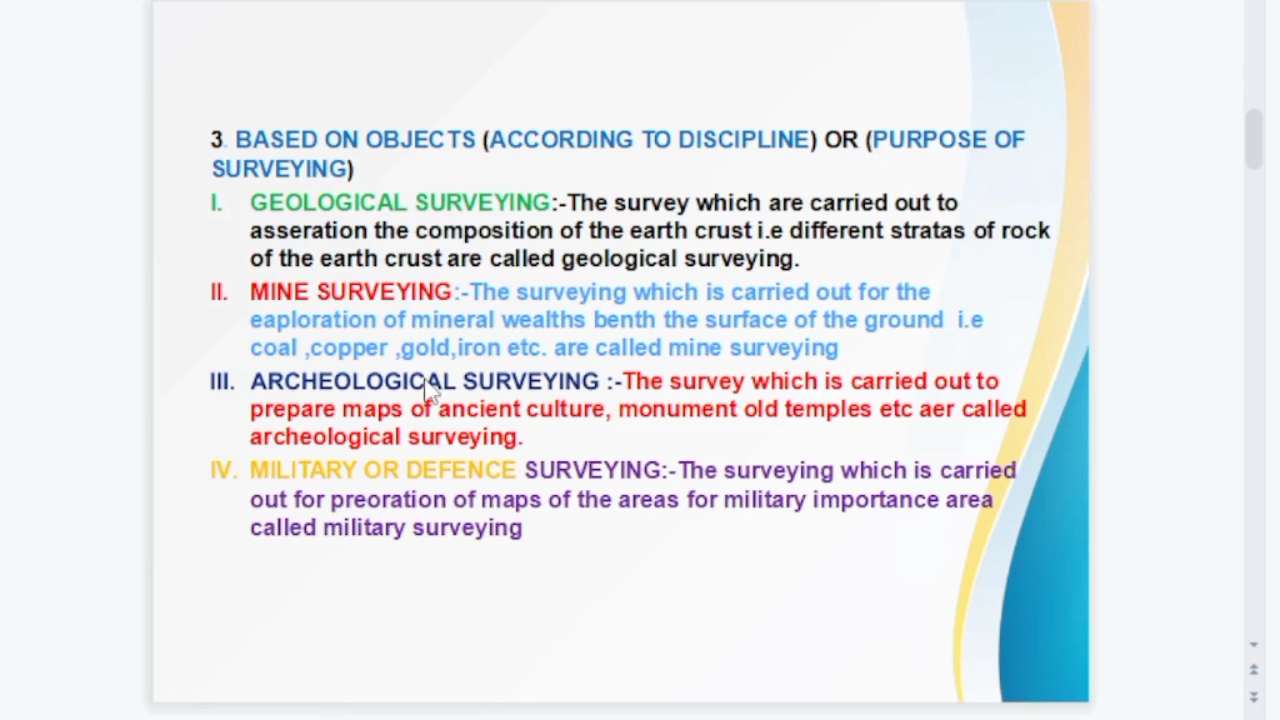 3. BASED ON OBJECTS (ACCORDING TO DISCIPLINE) OR (PURPOSE OF
SURVEYING)
I. GEOLOGICAL SURVEYING:-The survey which are carried out to
asseration the composition of the earth crust i.e different stratas of rock
of the earth crust are called geological surveying.
II. MINE SURVEYING:-The surveying which is carried out for the
eaploration of mineral wealths benth the surface of the ground i.e
coal ,copper ,gold,iron etc. are called mine surveying
III. ARCHEOLOGICAL SURVEYING :-The survey which is carried out to
prepare maps of ancient culture, monument old temples etc aer called
archeological surveying.
IV. MILITARY OR DEFENCE SURVEYING:-The surveying which is carried
out for preoration of maps of the areas for military importance area
called military surveying